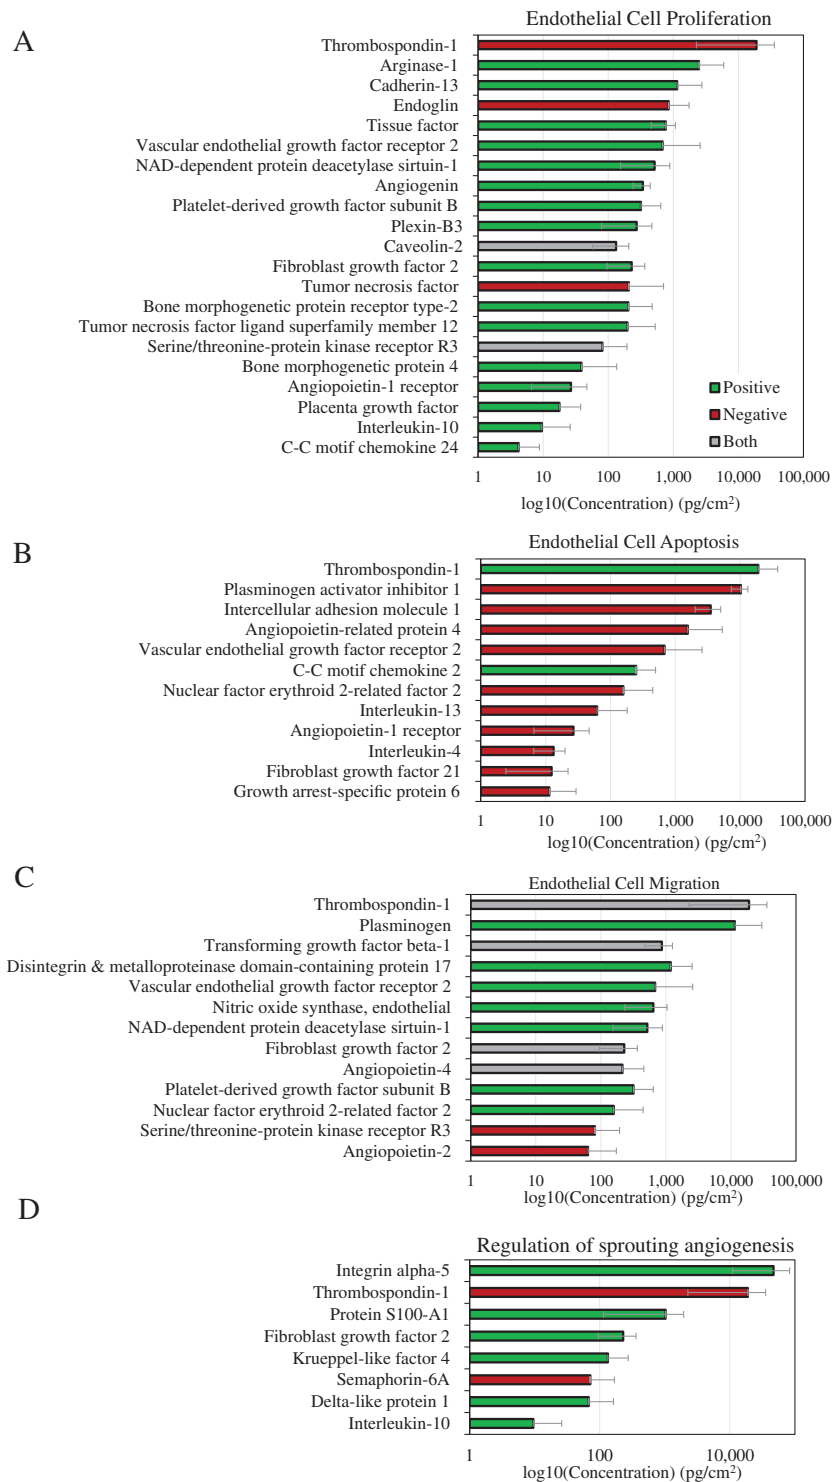 A
Endothelial Cell Proliferation
Thrombospondin-1
Arginase-1
Cadherin-13
Endoglin
Tissue factor
Vascular endothelial growth factor receptor 2
NAD-dependent protein deacetylase sirtuin-1
Angiogenin
Platelet-derived growth factor subunit B
Plexin-B3
Caveolin-2
Fibroblast growth factor 2
Tumor necrosis factor
Bone morphogenetic protein receptor type-2
Tumor necrosis factor ligand superfamily member 12
Serine/threonine-protein kinase receptor R3
Bone morphogenetic protein 4
Angiopoietin-1 receptor
Placenta growth factor
Interleukin-10
C-C motif chemokine 24
Positive
Negative
Both
1 10 100 1,000 10,000 100,000
log10(Concentration) (pg/cm²)
B
Endothelial Cell Apoptosis
Thrombospondin-1
Plasminogen activator inhibitor 1
Intercellular adhesion molecule 1
Angiopoietin-related protein 4
Vascular endothelial growth factor receptor 2
C-C motif chemokine 2
Nuclear factor erythroid 2-related factor 2
Interleukin-13
Angiopoietin-1 receptor
Interleukin-4
Fibroblast growth factor 21
Growth arrest-specific protein 6
1 10 100 1,000 10,000 100,000
log10(Concentration) (pg/cm²)
C
Endothelial Cell Migration
Thrombospondin-1
Plasminogen
Transforming growth factor beta-1
Disintegrin & metalloproteinase domain-containing protein 17
Vascular endothelial growth factor receptor 2
Nitric oxide synthase, endothelial
NAD-dependent protein deacetylase sirtuin-1
Fibroblast growth factor 2
Angiopoietin-4
Platelet-derived growth factor subunit B
Nuclear factor erythroid 2-related factor 2
Serine/threonine-protein kinase receptor R3
Angiopoietin-2
1 10 100 1,000 10,000 100,000
log10(Concentration) (pg/cm²)
D
Regulation of sprouting angiogenesis
Integrin alpha-5
Thrombospondin-1
Protein S100-A1
Fibroblast growth factor 2
Krueppel-like factor 4
Semaphorin-6A
Delta-like protein 1
Interleukin-10
1 100 10,000
log10(Concentration) (pg/cm²)